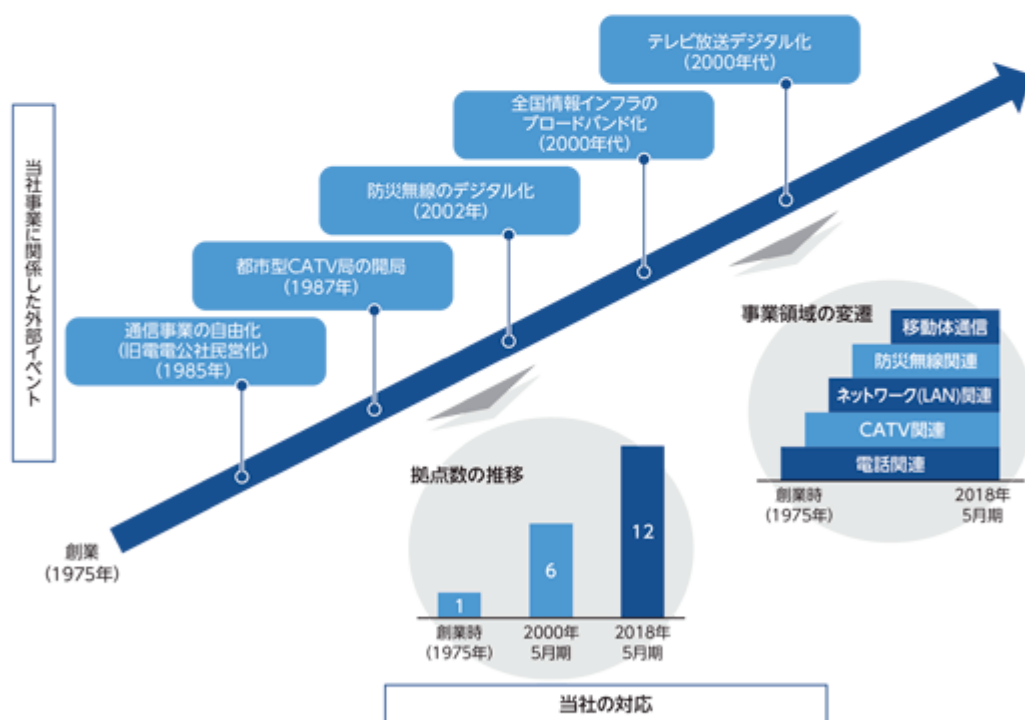 テレビ放送デジタル化
(2000年代)
全国情報インフラの
ブロードバンド化
(2000年代)
防災無線のデジタル化
(2002年)
都市型CATV局の開局
(1987年)
通信事業の自由化
(旧電電公社民営化)
(1985年)
当社事業に関係した外部イベント
創業
(1975年)
事業領域の変遷
移動体通信
防災無線関連
ネットワーク(LAN)関連
CATV関連
電話関連
創業時
(1975年)
2018年
5月期
拠点数の推移
1
6
12
創業時
(1975年)
2000年
5月期
2018年
5月期
当社の対応